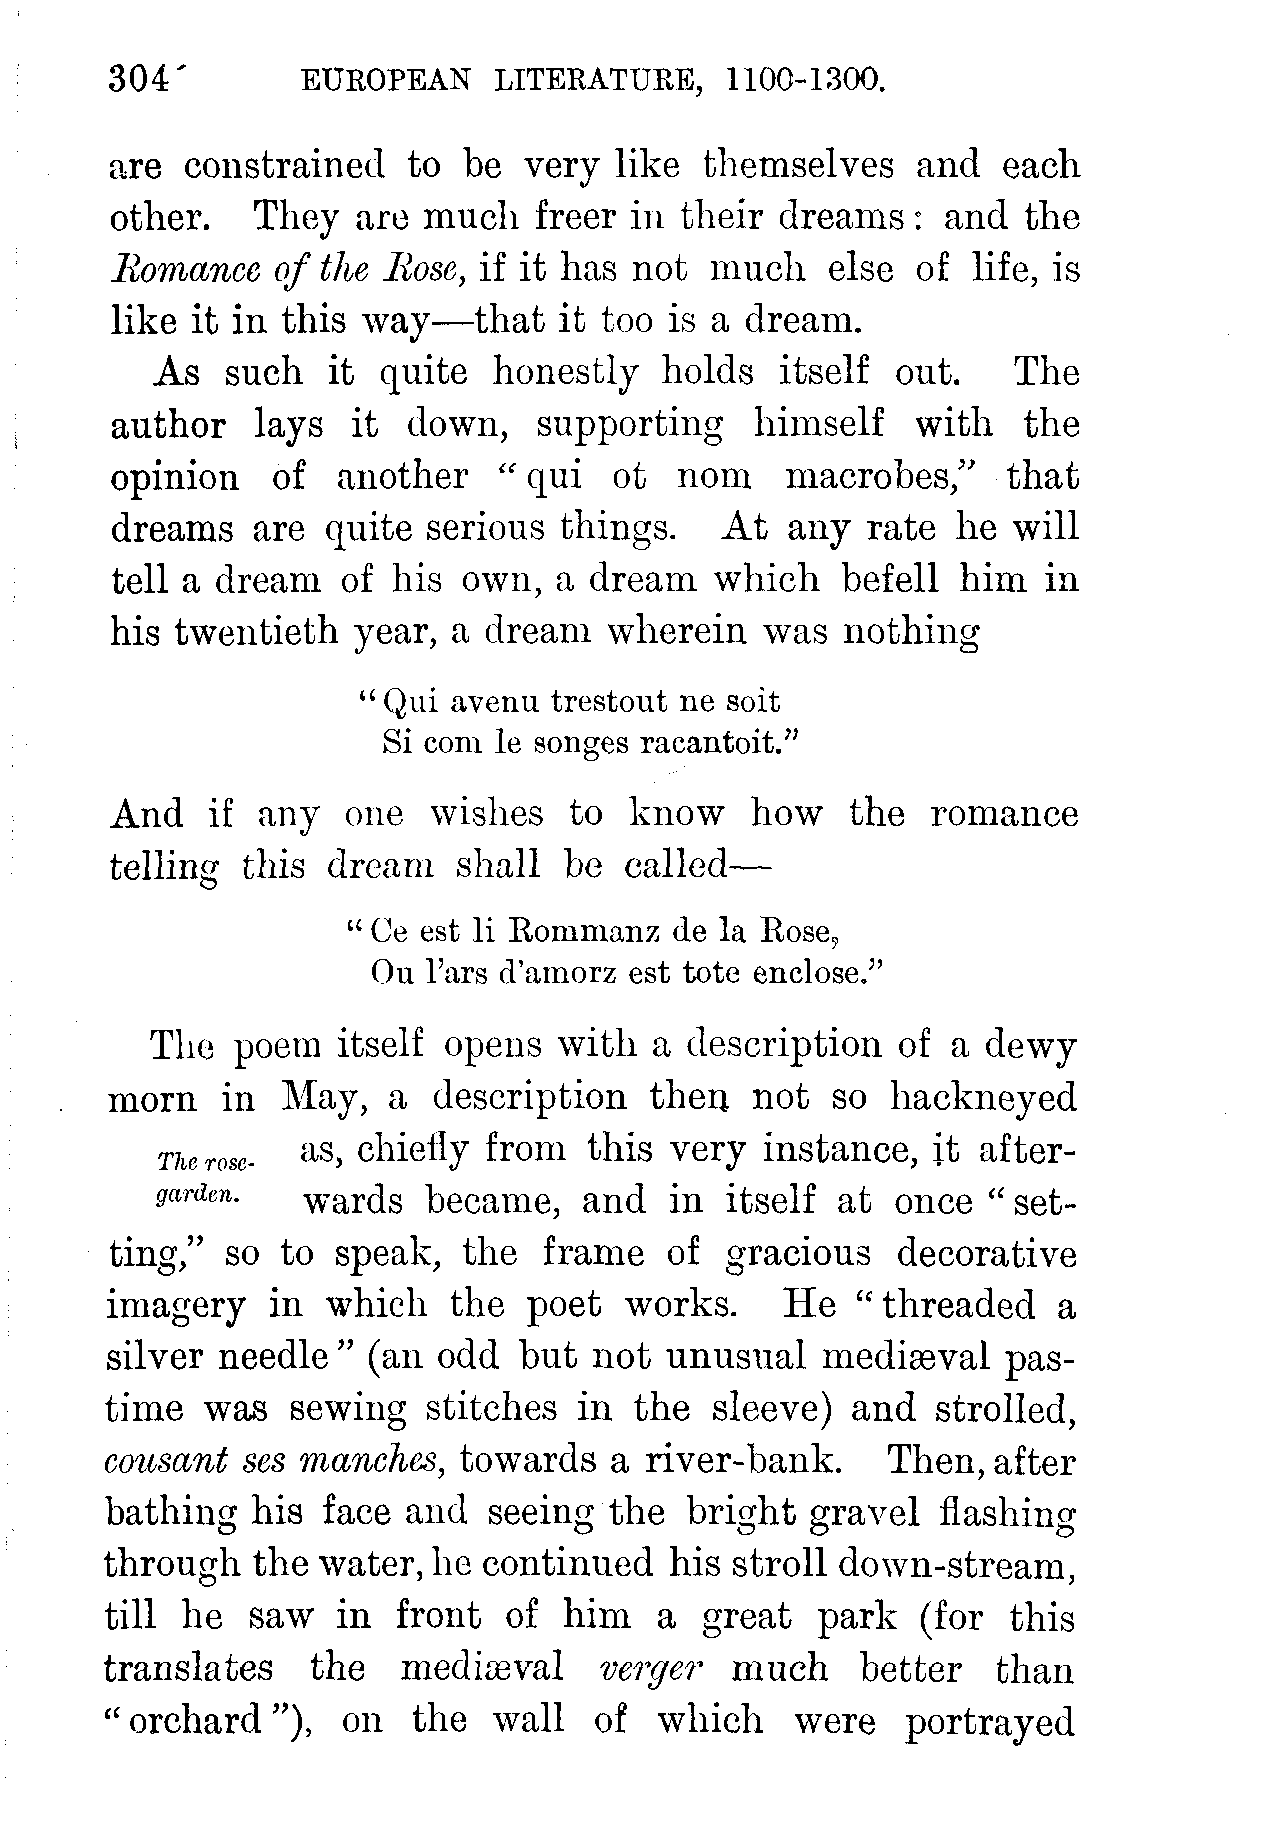 304 EUROPEAN LITERATURE, 1100-1300.
are constrained to be very like themselves and each
other. They are much freer in their dreams: and the
Romance of the Rose, if it has not much else of life, is
like it in this way—that it too is a dream.
As such it quite honestly holds itself out. The
author lays it down, supporting himself with the
opinion of another "qui ot nom macrobes," that
dreams are quite serious things. At any rate he will
tell a dream of his own, a dream which befell him in
his twentieth year, a dream wherein was nothing
"Qui avenu trestout ne soit
Si com le songes racantoit."
And if any one wishes to know how the romance
telling this dream shall be called—
"Ce est li Rommanz de la Rose,
Ou l'ars d'amorz est tote enclose."
The poem itself opens with a description of a dewy
morn in May, a description then not so hackneyed
The rose-
garden.
as, chiefly from this very instance, it after-
wards became, and in itself at once "set-
ting," so to speak, the frame of gracious decorative
imagery in which the poet works. He "threaded a
silver needle" (an odd but not unusual mediæval pas-
time was sewing stitches in the sleeve) and strolled,
cousant ses manches, towards a river-bank. Then, after
bathing his face and seeing the bright gravel flashing
through the water, he continued his stroll down-stream,
till he saw in front of him a great park (for this
translates the mediæval verger much better than
"orchard"), on the wall of which were portrayed